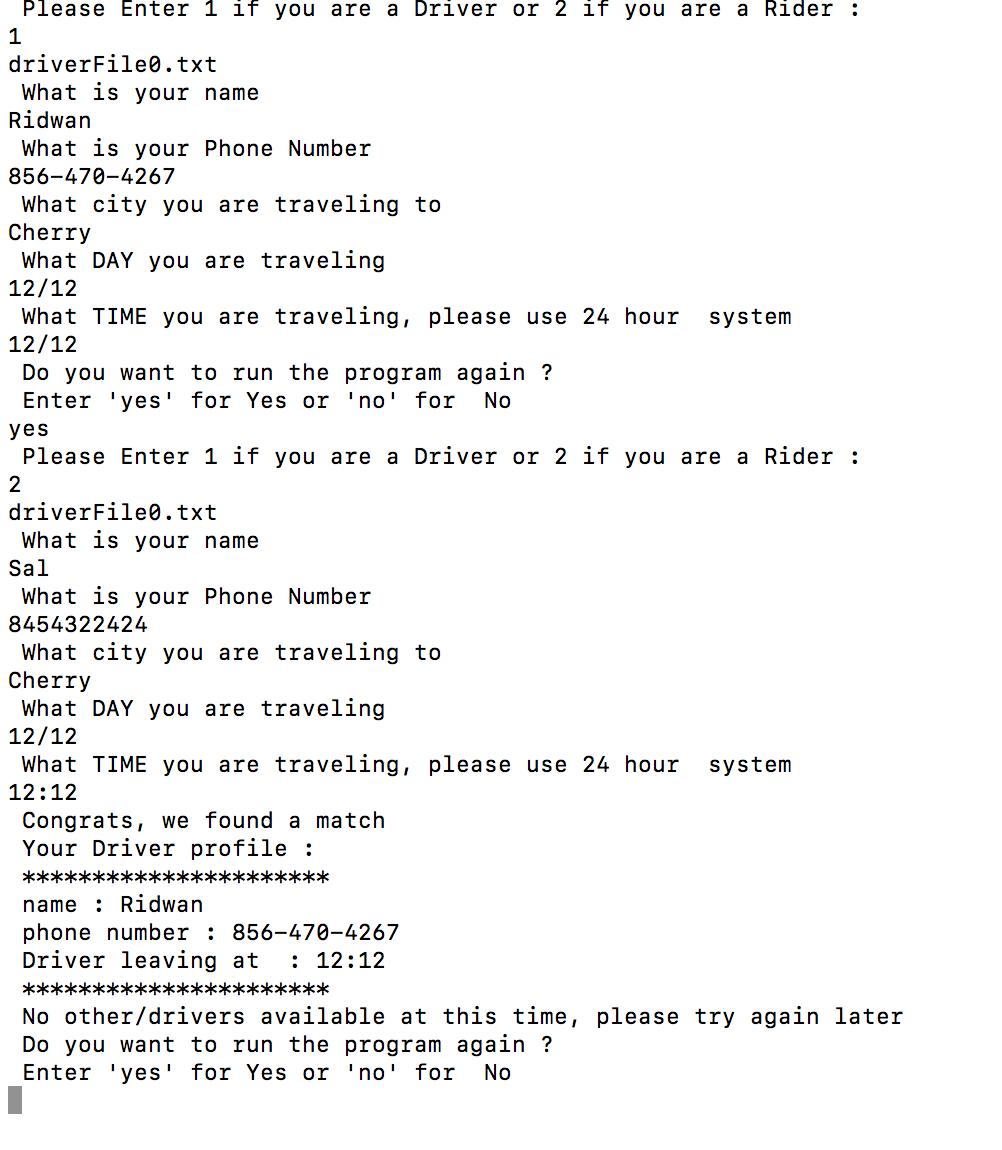 Please Enter 1 if you are a Driver or 2 if you are a Rider :
1
driverFile0.txt
What is your name
Ridwan
What is your Phone Number
856-470-4267
What city you are traveling to
Cherry
What DAY you are traveling
12/12
What TIME you are traveling, please use 24 hour  system
12/12
Do you want to run the program again ?
Enter 'yes' for Yes or 'no' for  No
yes
Please Enter 1 if you are a Driver or 2 if you are a Rider :
2
driverFile0.txt
What is your name
Sal
What is your Phone Number
8454322424
What city you are traveling to
Cherry
What DAY you are traveling
12/12
What TIME you are traveling, please use 24 hour  system
12:12
Congrats, we found a match
Your Driver profile :
**********************
name : Ridwan
phone number : 856-470-4267
Driver leaving at  : 12:12
**********************
No other/drivers available at this time, please try again later
Do you want to run the program again ?
Enter 'yes' for Yes or 'no' for  No